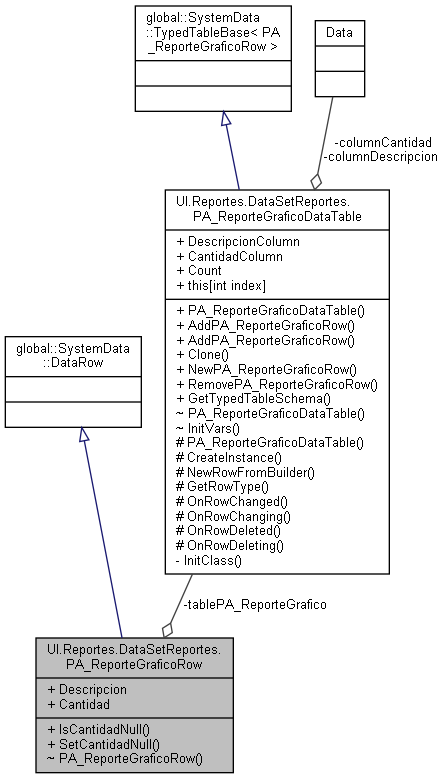 global::SystemData
::TypedTableBase< PA
_ReporteGraficoRow >
Data
-columnCantidad
-columnDescripcion
UI.Reportes.DataSetReportes.
PA_ReporteGraficoDataTable
+ DescripcionColumn
+ CantidadColumn
+ Count
+ this[int index]
+ PA_ReporteGraficoDataTable()
+ AddPA_ReporteGraficoRow()
+ AddPA_ReporteGraficoRow()
+ Clone()
+ NewPA_ReporteGraficoRow()
+ RemovePA_ReporteGraficoRow()
+ GetTypedTableSchema()
~ PA_ReporteGraficoDataTable()
~ InitVars()
# PA_ReporteGraficoDataTable()
# CreateInstance()
# NewRowFromBuilder()
# GetRowType()
# OnRowChanged()
# OnRowChanging()
# OnRowDeleted()
# OnRowDeleting()
- InitClass()
global::SystemData
::DataRow
-tablePA_ReporteGrafico
UI.Reportes.DataSetReportes.
PA_ReporteGraficoRow
+ Descripcion
+ Cantidad
+ IsCantidadNull()
+ SetCantidadNull()
~ PA_ReporteGraficoRow()